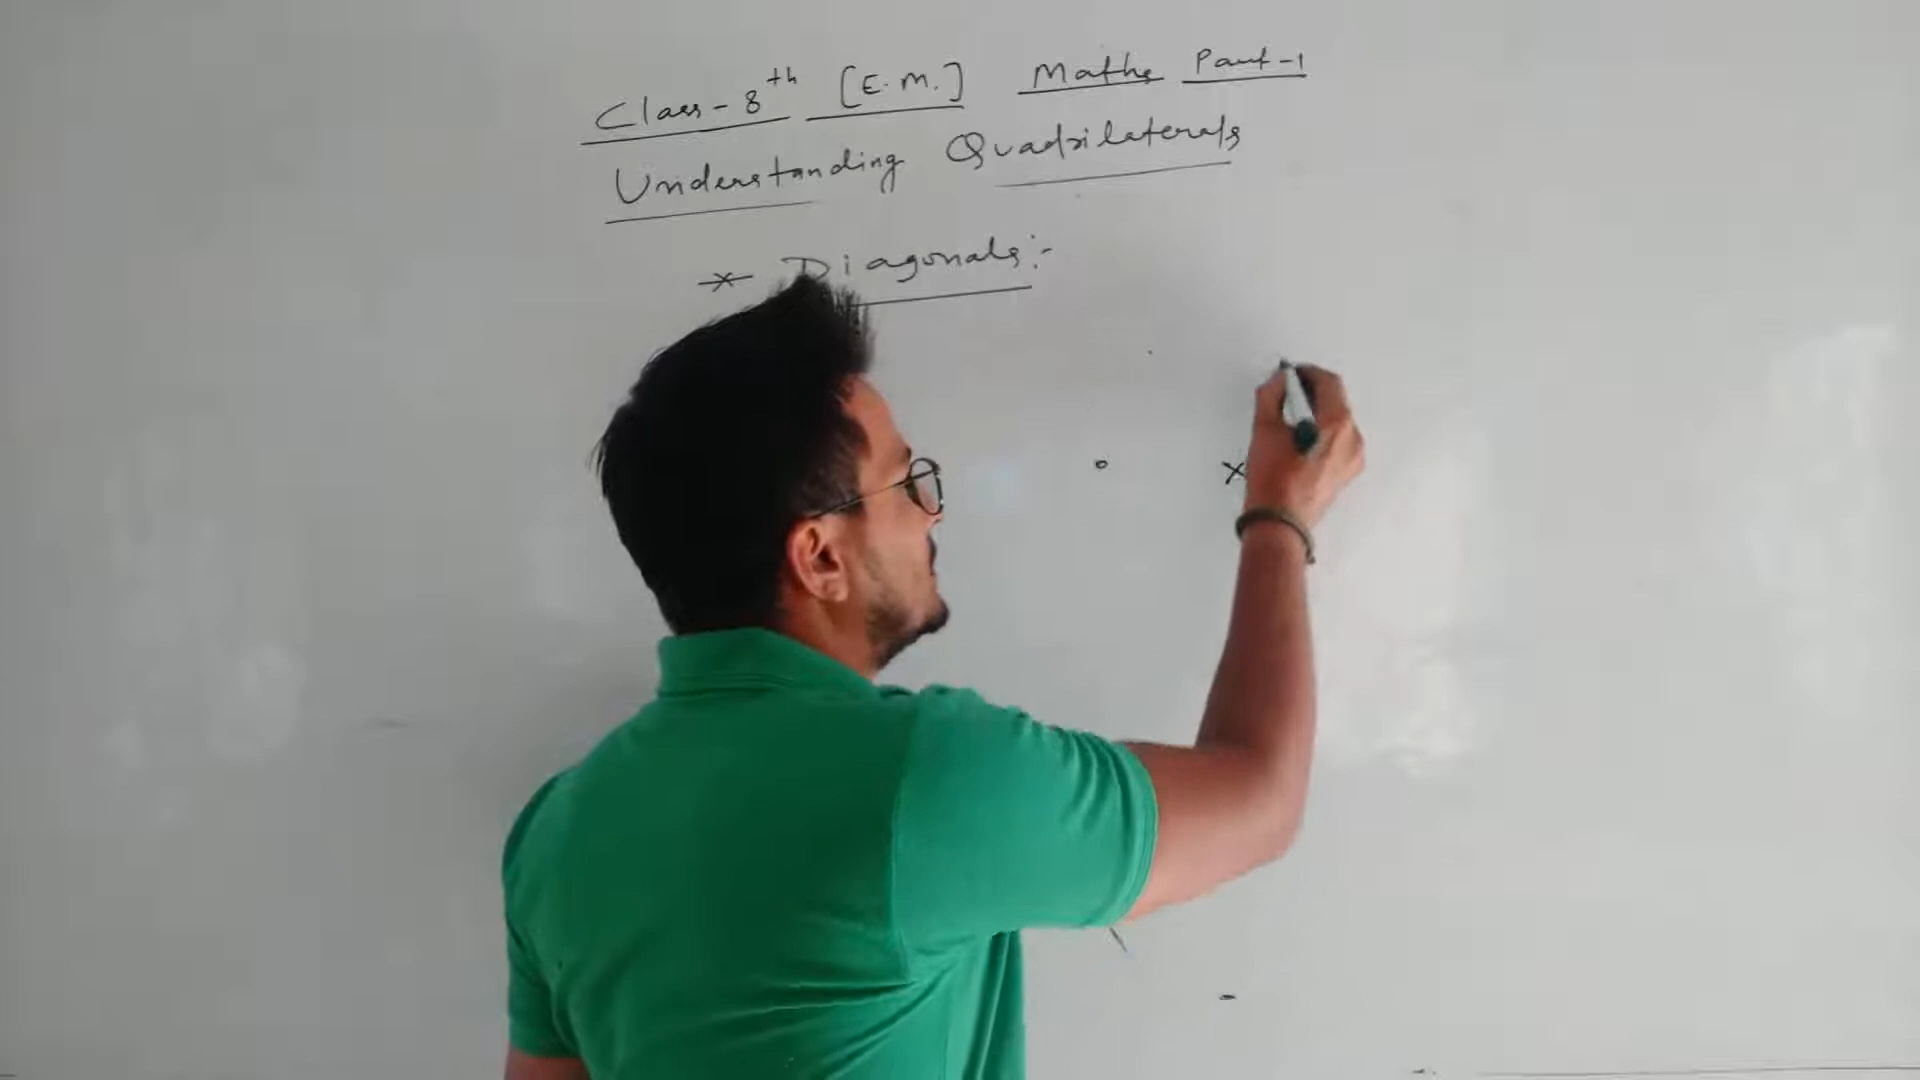 Class-8th [E.M.] Maths Part-1
Understanding Quadrilaterals
* Diagonals:-
x